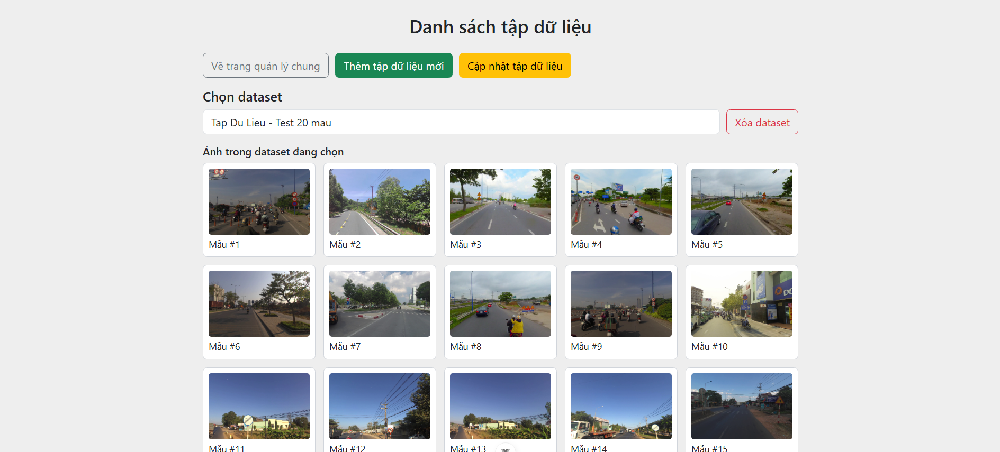 Danh sách tập dữ liệu
Về trang quản lý chung
Thêm tập dữ liệu mới
Cập nhật tập dữ liệu
Chọn dataset
Tap Du Lieu - Test 20 mau
Xóa dataset
Ảnh trong dataset đang chọn
Mẫu #1
Mẫu #2
Mẫu #3
Mẫu #4
Mẫu #5
Mẫu #6
Mẫu #7
Mẫu #8
Mẫu #9
Mẫu #10
Mẫu #11
Mẫu #12
Mẫu #13
Mẫu #14
Mẫu #15